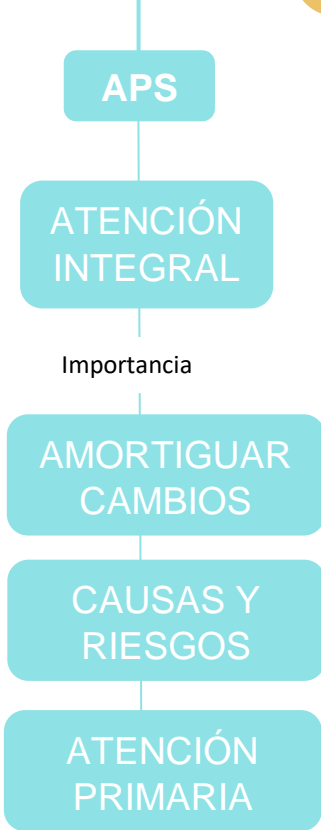 APS
ATENCIÓN
INTEGRAL
Importancia
AMORTIGUAR
CAMBIOS
CAUSAS Y
RIESGOS
ATENCIÓN
PRIMARIA